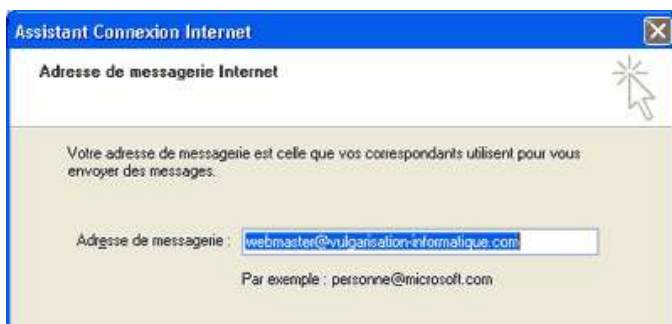 Assistant Connexion Internet
Adresse de messagerie Internet
Votre adresse de messagerie est celle que vos correspondants utilisent pour vous
envoyer des messages.
Adresse de messagerie : webmaster@vulgarisation-informatique.com
Par exemple : personne@microsoft.com